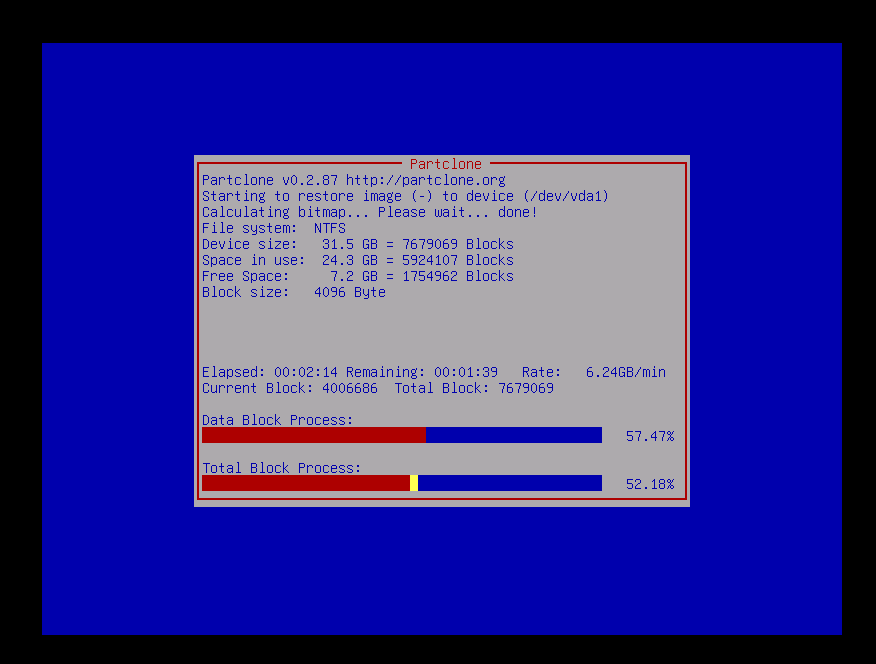 Partclone
Partclone v0.2.87 http://partclone.org
Starting to restore image (-) to device (/dev/vda1)
Calculating bitmap... Please wait... done!
File system:  NTFS
Device size:   31.5 GB = 7679069 Blocks
Space in use:  24.3 GB = 5924107 Blocks
Free Space:     7.2 GB = 1754962 Blocks
Block size:   4096 Byte
Elapsed: 00:02:14 Remaining: 00:01:39   Rate:   6.24GB/min
Current Block: 4006686  Total Block: 7679069
Data Block Process:
57.47%
Total Block Process:
52.18%